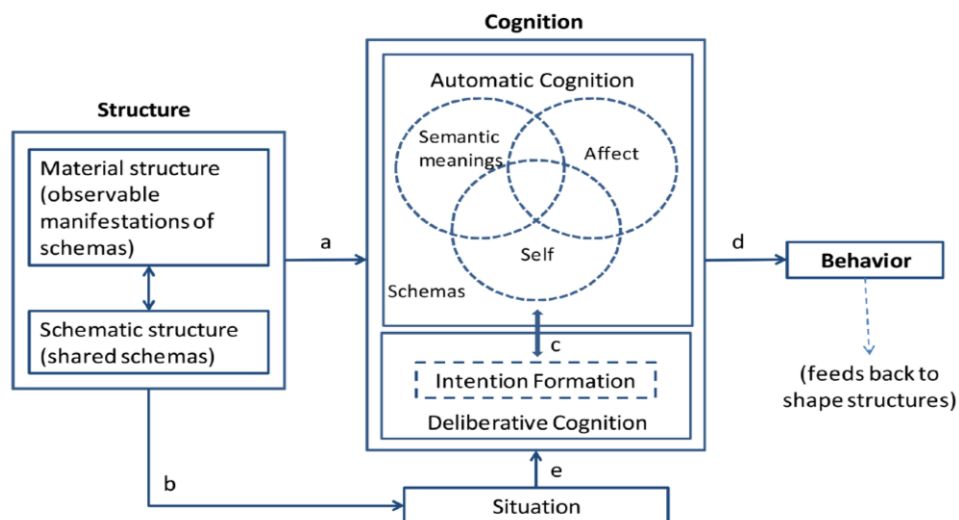 Cognition
Structure
Automatic Cognition
Semantic
meanings
Affect
Self
Schemas
Material structure
(observable
manifestations of
schemas)
Schematic structure
(shared schemas)
a
b
c
Intention Formation
Deliberative Cognition
d
Behavior
(feeds back to
shape structures)
e
Situation